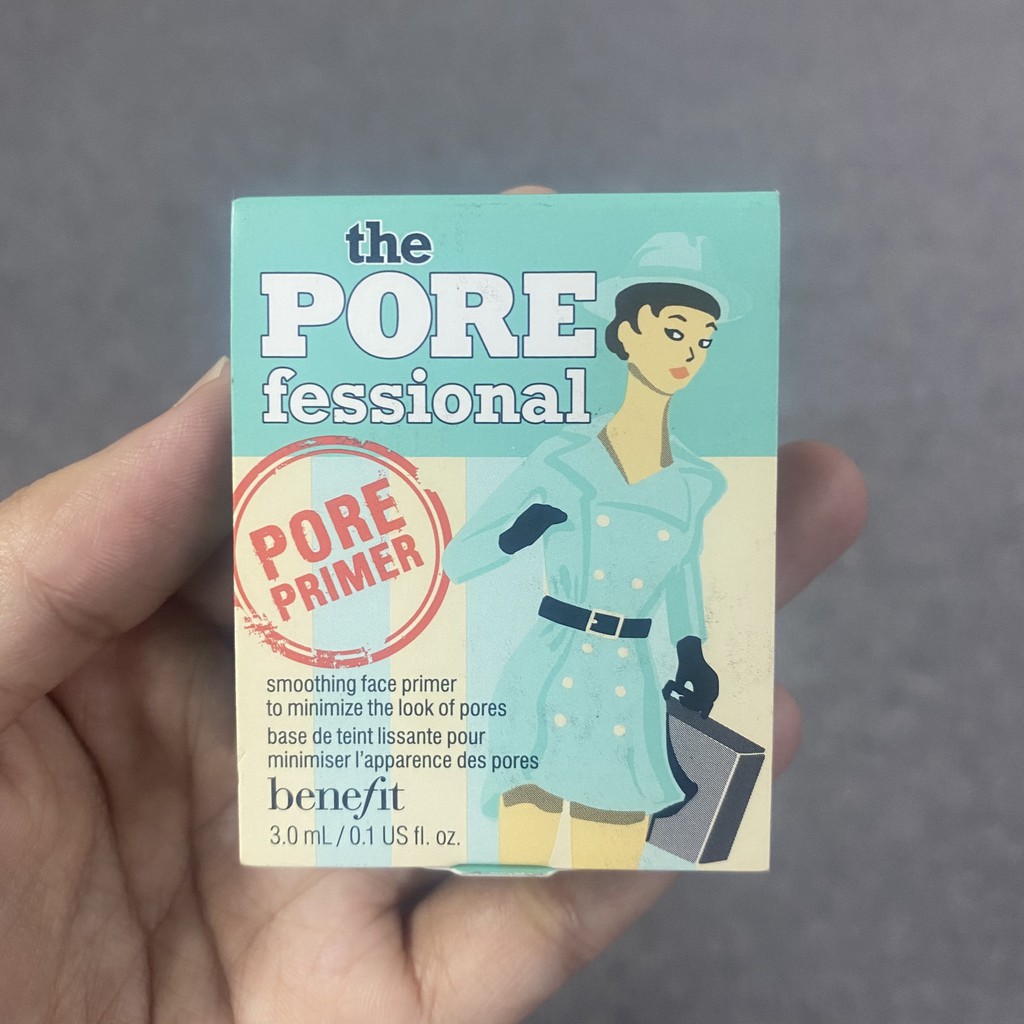 the
PORE
fessional
PORE
PRIMER
smoothing face primer
to minimize the look of pores
base de teint lissante pour
minimiser l'apparence des pores
benefit
3.0 mL / 0.1 US fl. oz.